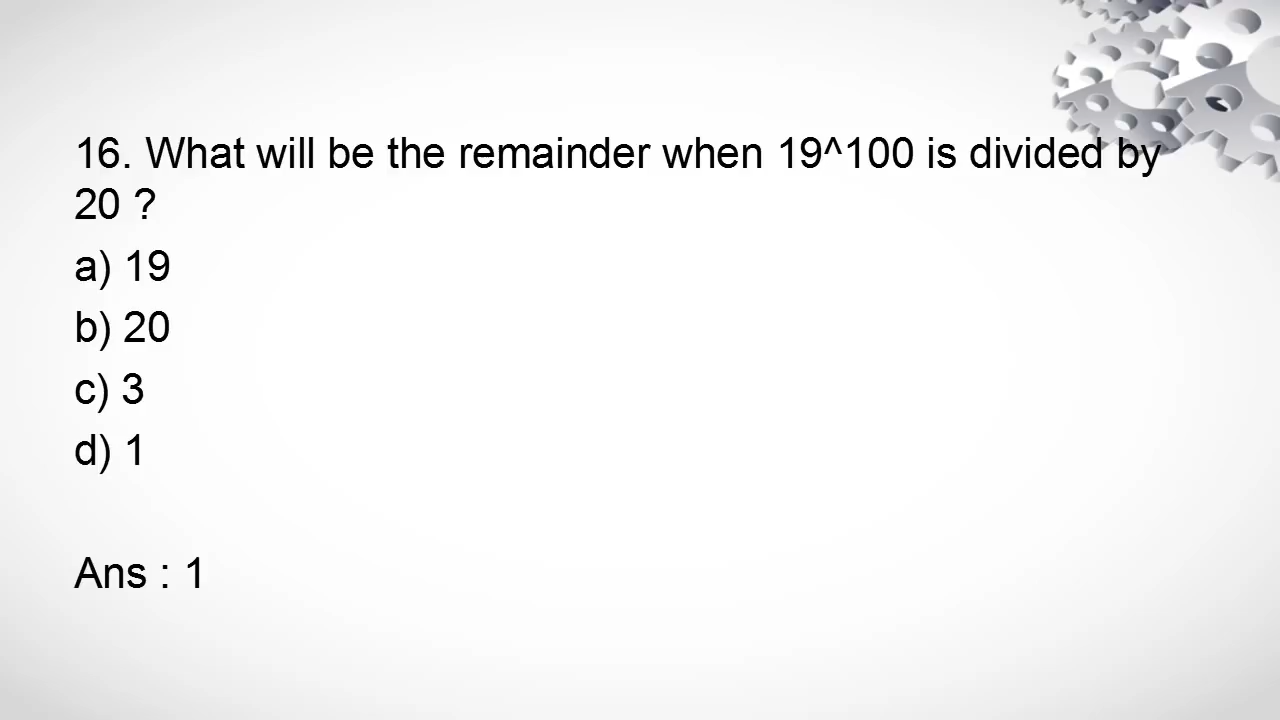 16. What will be the remainder when 19^100 is divided by
20 ?
a) 19
b) 20
c) 3
d) 1
Ans : 1